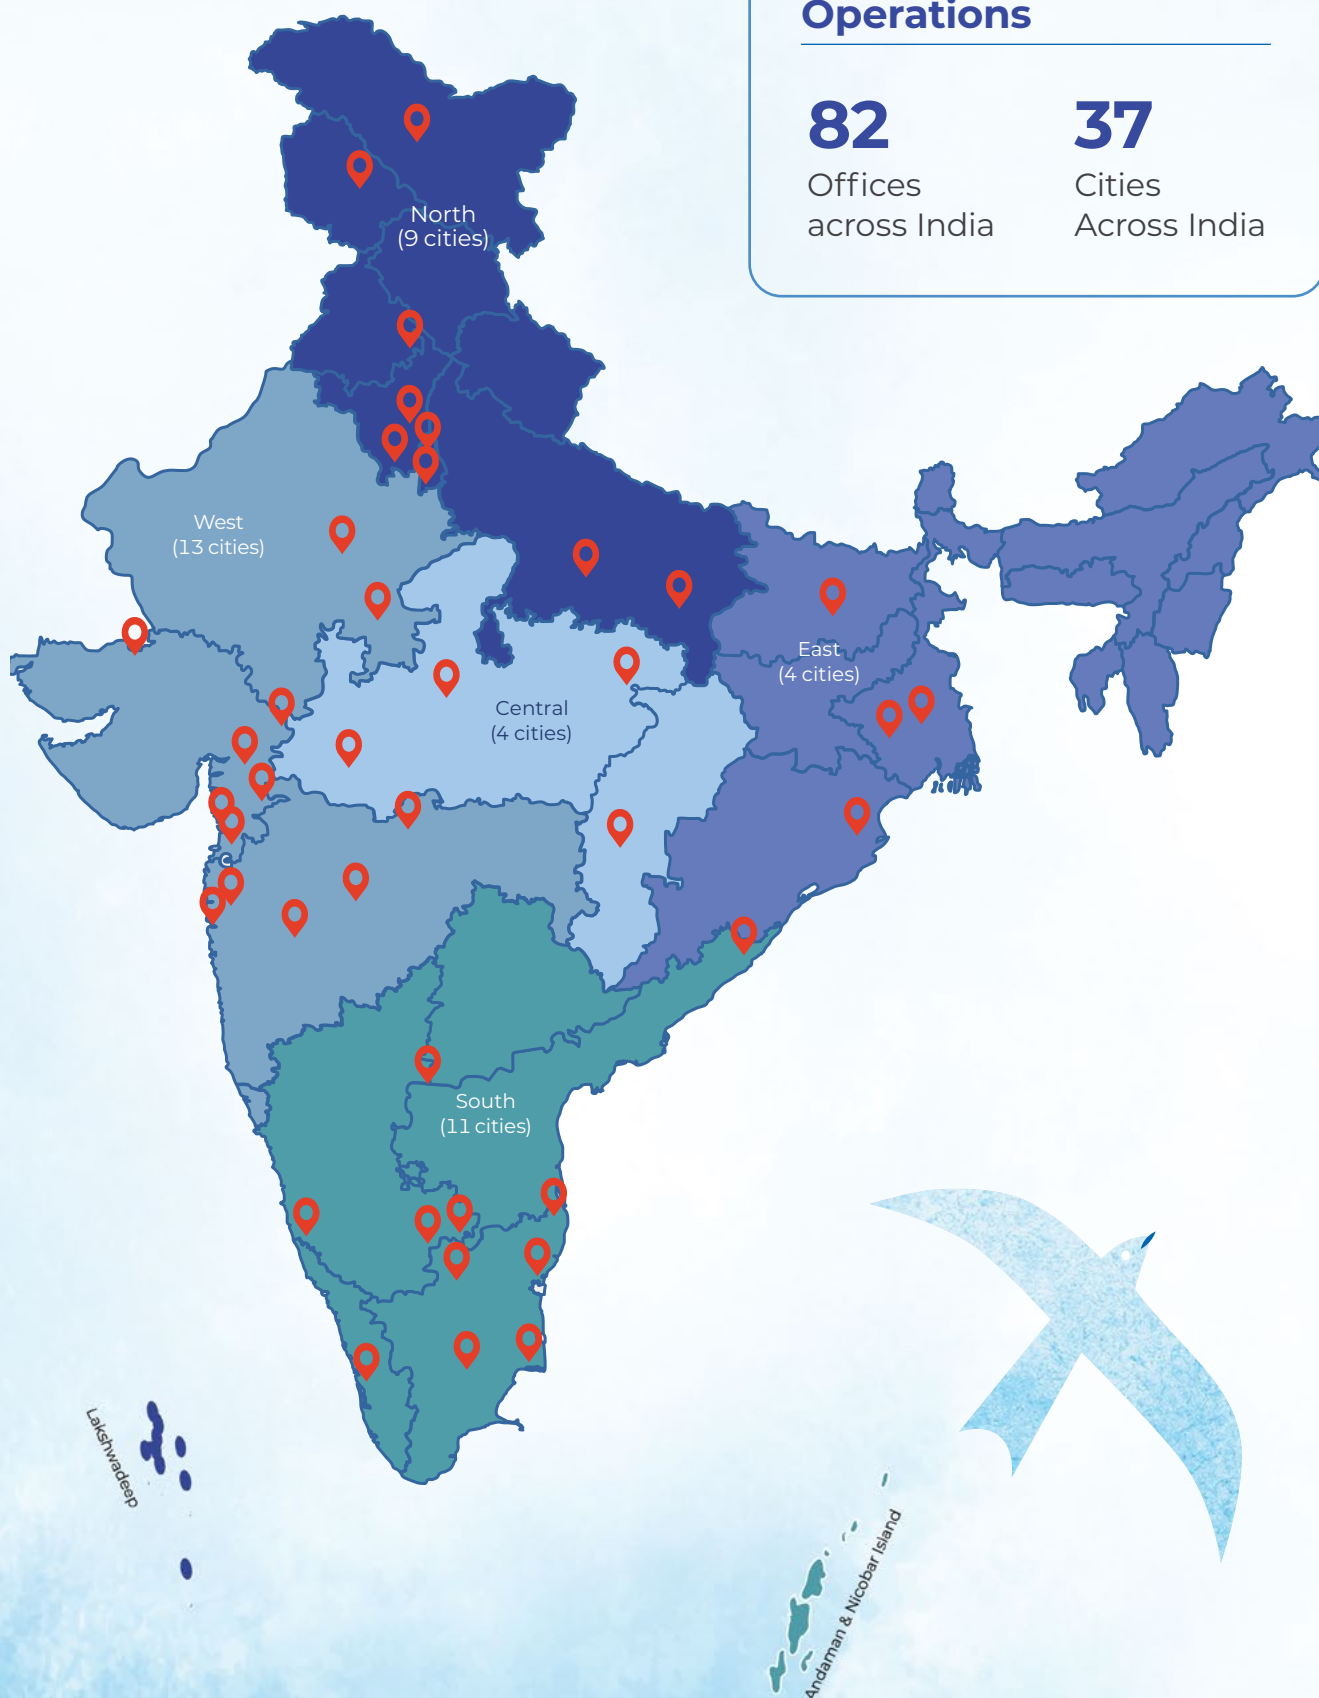 Operations
82
Offices
across India
37
Cities
Across India
North
(9 cities)
West
(13 cities)
East
(4 cities)
Central
(4 cities)
South
(11 cities)
Lakshwadeep
Andaman & Nicobar Island